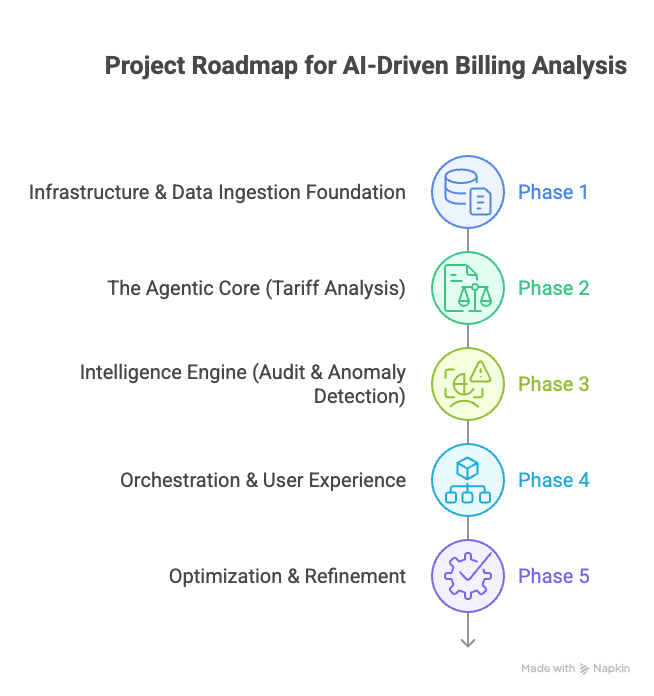 Project Roadmap for AI-Driven Billing Analysis
Infrastructure & Data Ingestion Foundation
Phase 1
The Agentic Core (Tariff Analysis)
Phase 2
Intelligence Engine (Audit & Anomaly
Detection)
Phase 3
Orchestration & User Experience
Phase 4
Optimization & Refinement
Phase 5
Made with Napkin